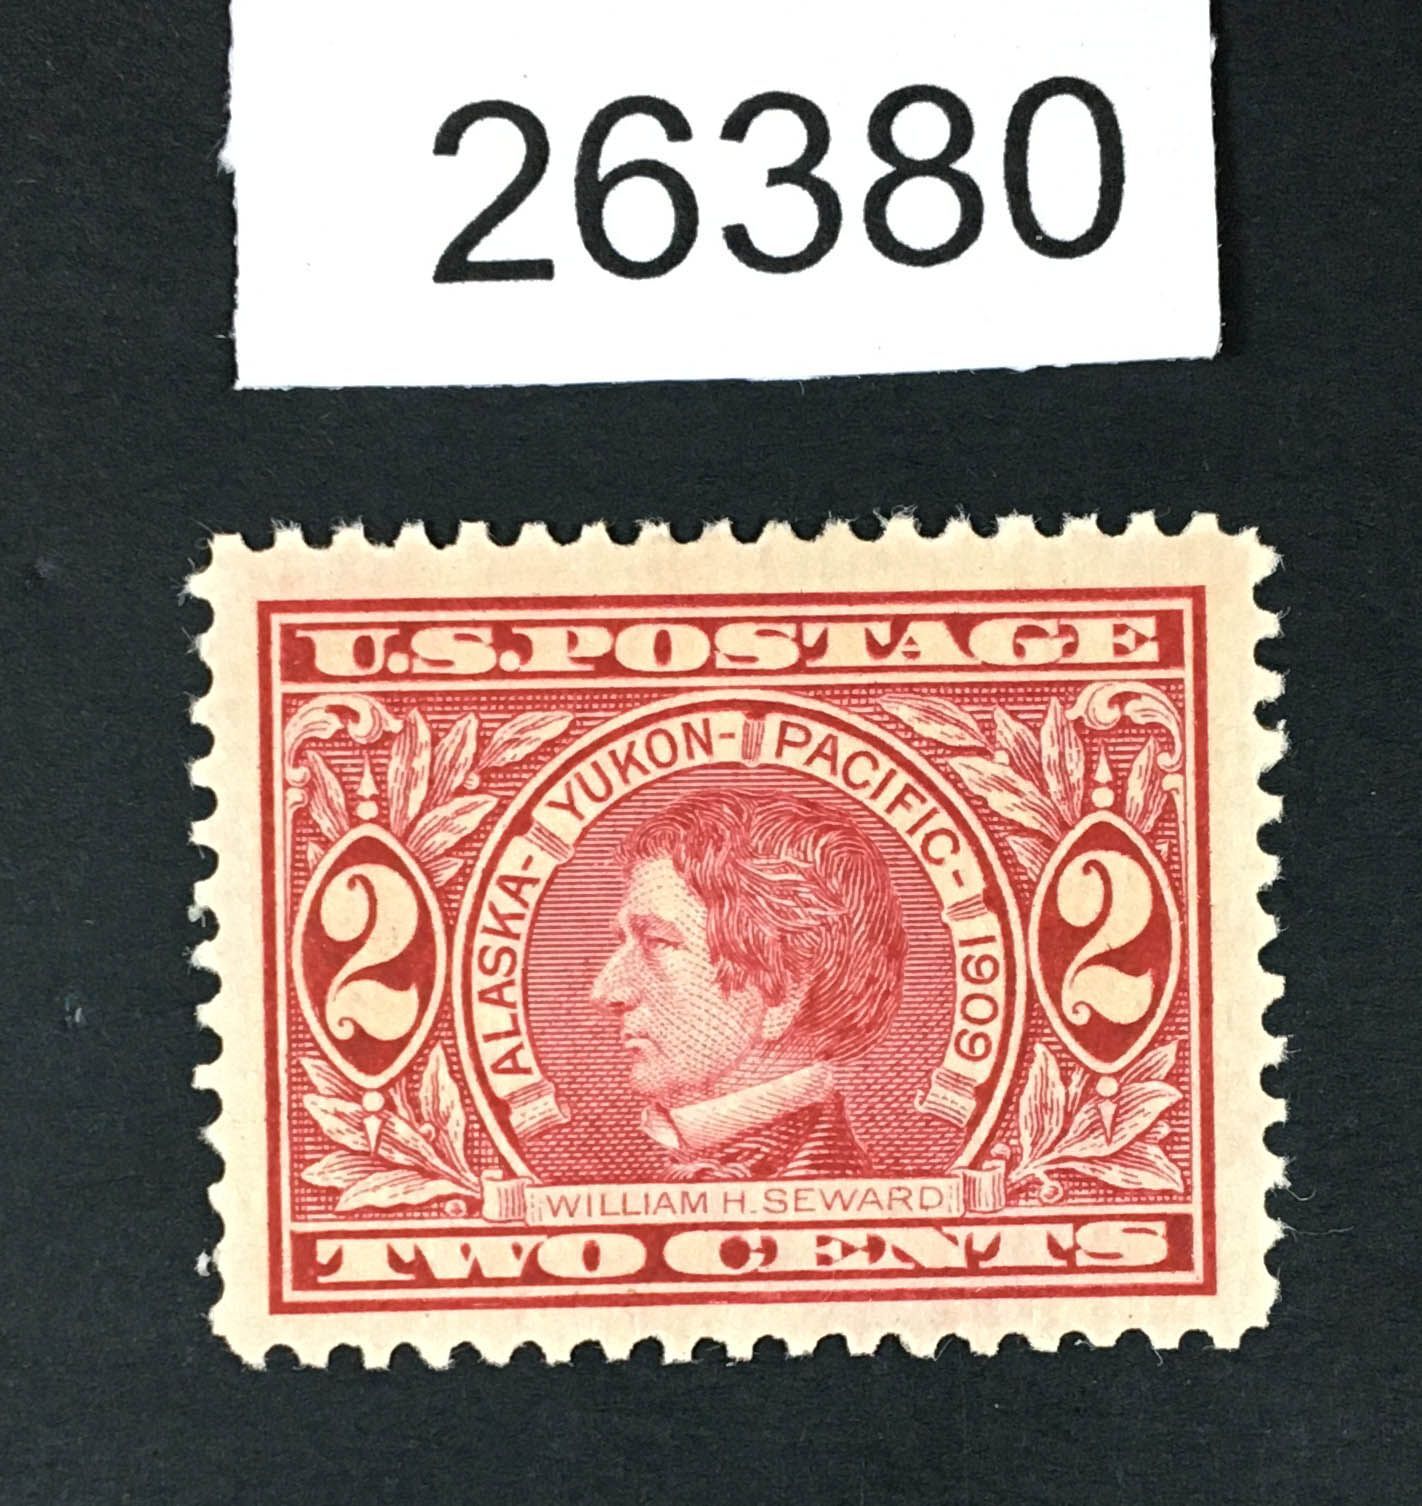 26380
U.S. POSTAGE
ALASKA-YUKON-PACIFIC-1909
2 2
WILLIAM H. SEWARD
TWO CENTS